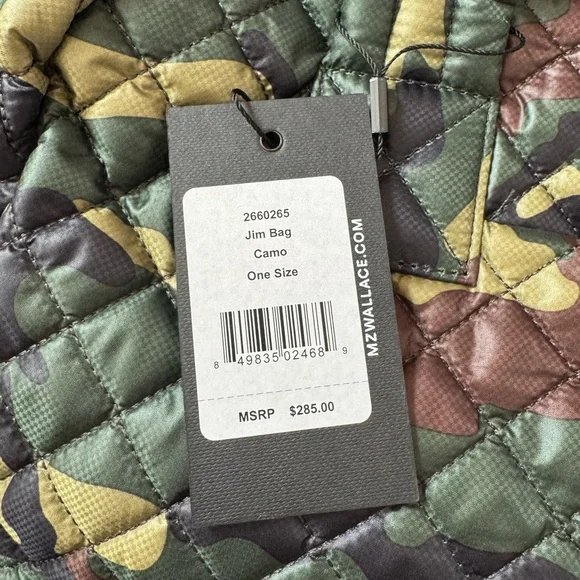 2660265
Jim Bag
Camo
One Size
8 49835 02468 9
MSRP $285.00
MZWALLACE.COM